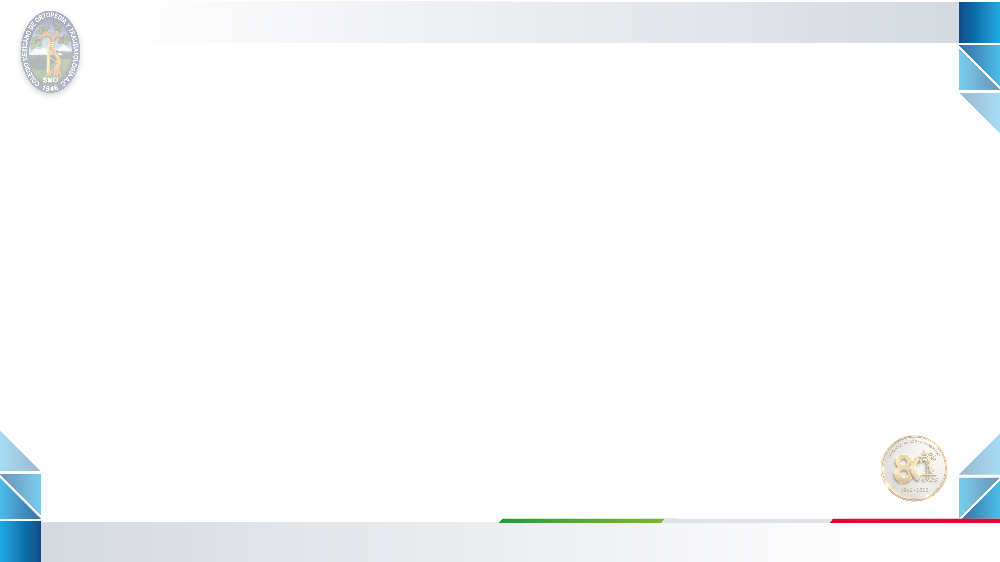 COLEGIO MEXICANO DE ORTOPEDIA Y TRAUMATOLOGÍA A.C.
SMO
1946
LEGADO · PASIÓN · COMPROMISO
80
AÑOS
1946 · 2026